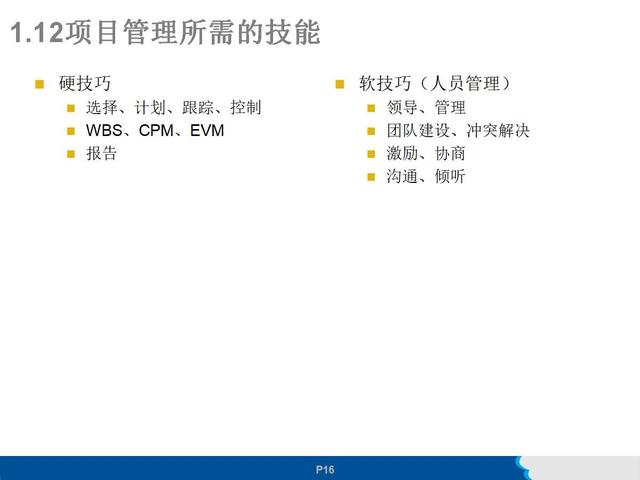 1.12项目管理所需的技能
硬技巧
选择、计划、跟踪、控制
WBS、CPM、EVM
报告
软技巧（人员管理）
领导、管理
团队建设、冲突解决
激励、协商
沟通、倾听
P16